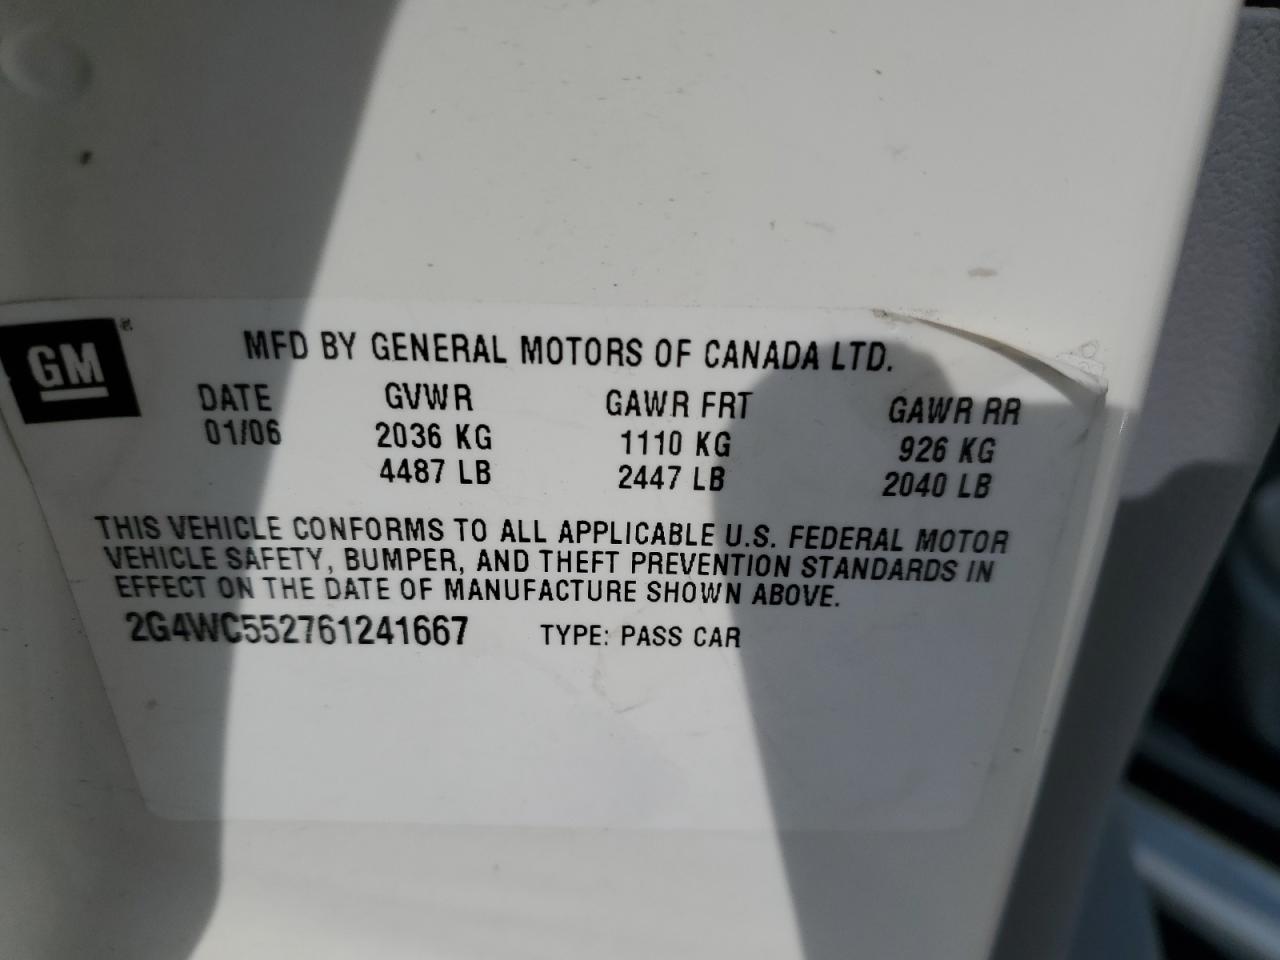 GM ®
MFD BY GENERAL MOTORS OF CANADA LTD.
DATE GVWR GAWR FRT GAWR RR
01/06 2036 KG 1110 KG 926 KG
4487 LB 2447 LB 2040 LB
THIS VEHICLE CONFORMS TO ALL APPLICABLE U.S. FEDERAL MOTOR
VEHICLE SAFETY, BUMPER, AND THEFT PREVENTION STANDARDS IN
EFFECT ON THE DATE OF MANUFACTURE SHOWN ABOVE.
2G4WC552761241667 TYPE: PASS CAR